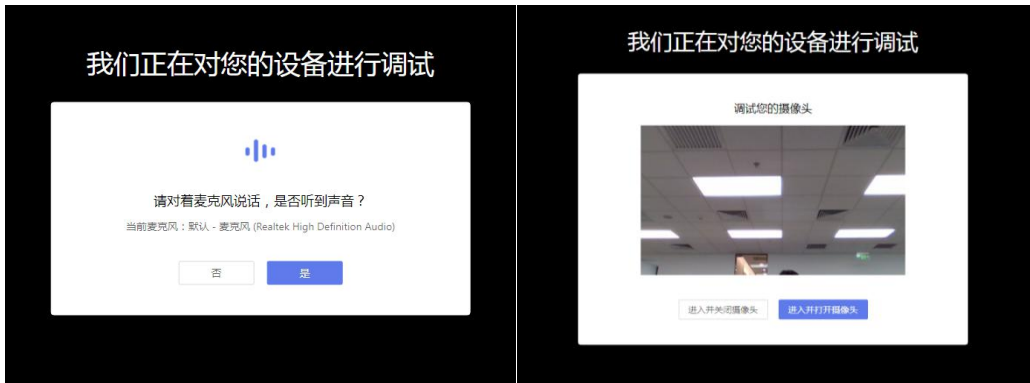 我们正在对您的设备进行调试
请对着麦克风说话，是否听到声音？
当前麦克风：默认 - 麦克风 (Realtek High Definition Audio)
否
是
我们正在对您的设备进行调试
调试您的摄像头
进入并关闭摄像头
进入并打开摄像头